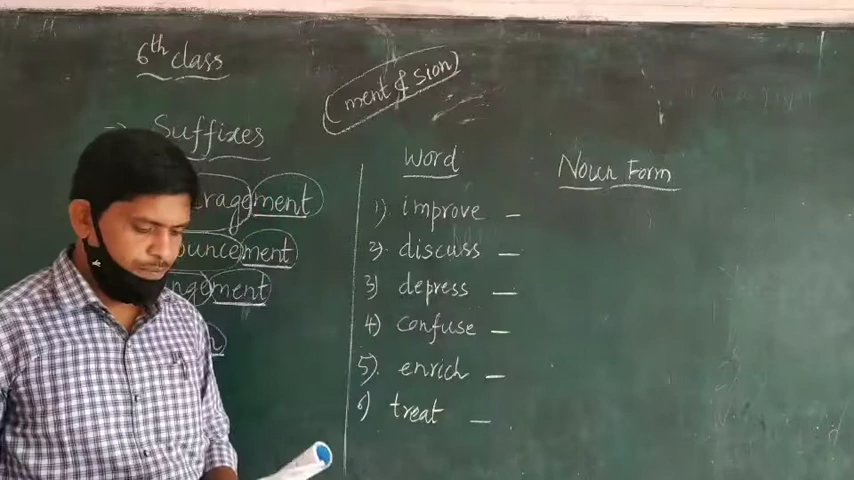 6th class
ment & sion
Suffixes
ment
ouncement
ment
Word
Noun Form
1). improve –
2). discuss –
3) depress –
4) confuse –
5). enrich –
6) treat –